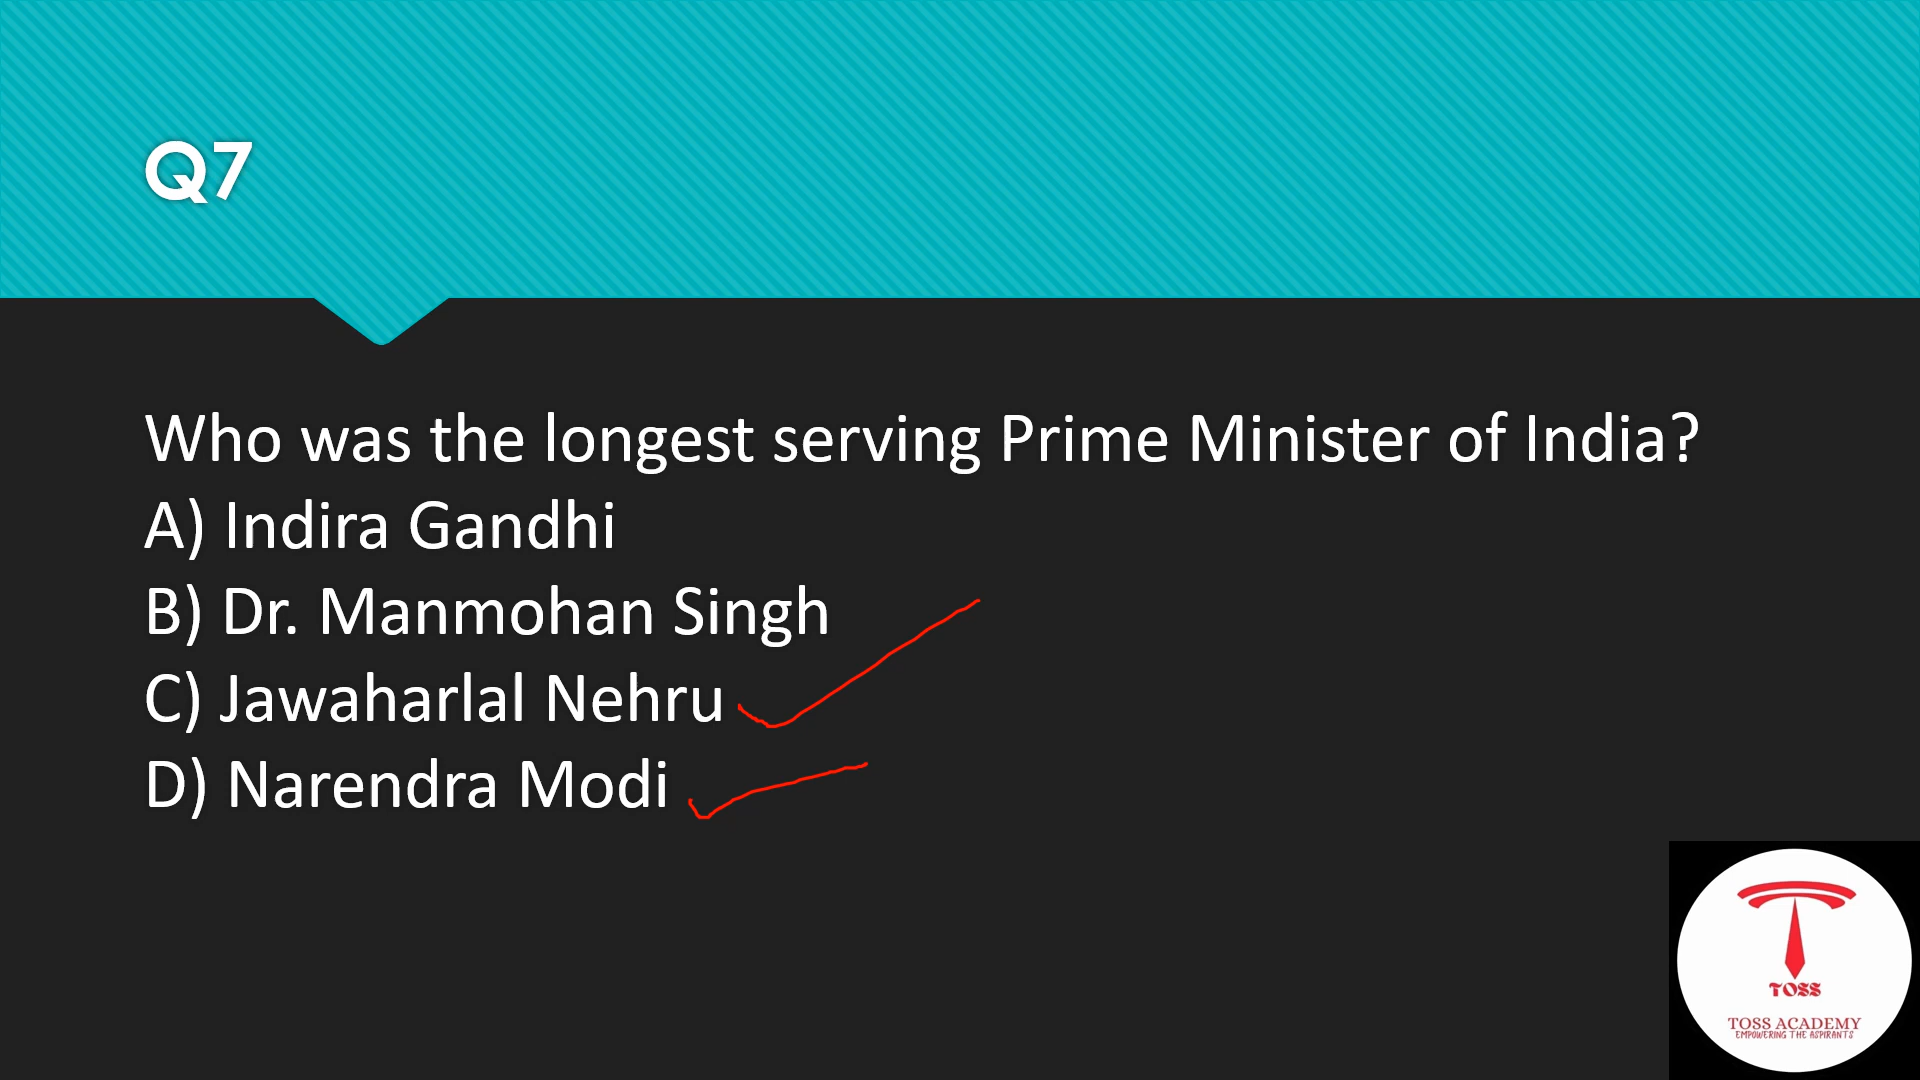 Q7
Who was the longest serving Prime Minister of India?
A) Indira Gandhi
B) Dr. Manmohan Singh
C) Jawaharlal Nehru
D) Narendra Modi
TOSS
TOSS ACADEMY
EMPOWERING THE ASPIRANTS